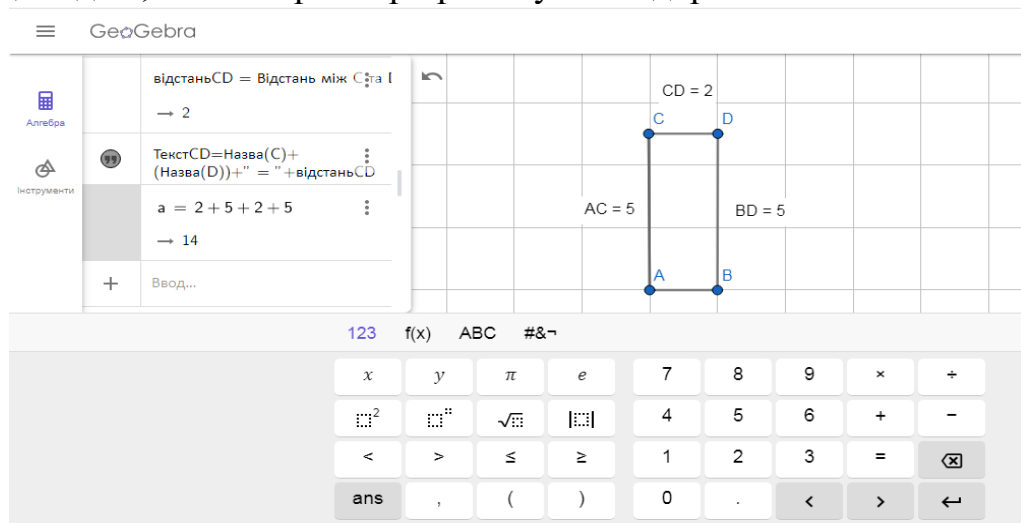 GeoGebra
відстаньCD = Відстань між C та
→ 2
Алгебра
ТекстCD=Назва(C)+
(Назва(D))+" = "+відстаньCD
Інструменти
a = 2 + 5 + 2 + 5
→ 14
+ Ввод...
CD = 2
C D
AC = 5 BD = 5
A B
123 f(x) ABC #&¬
x y π e 7 8 9 × ÷
2 √ | | 4 5 6 + −
< > ≤ ≥ 1 2 3 =
ans , ( ) 0 . < >